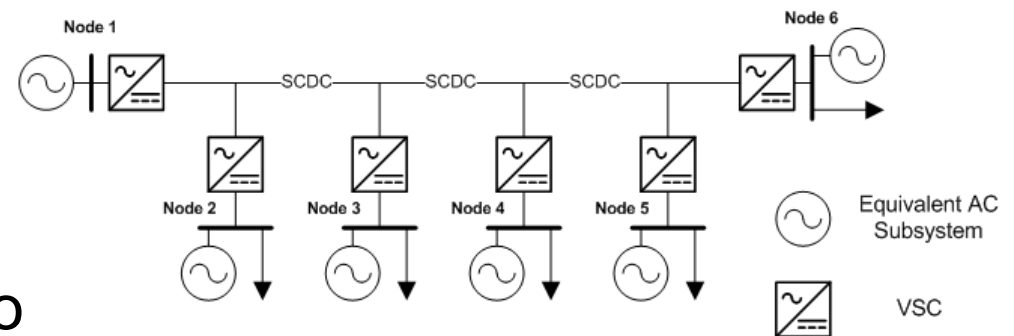 Node 1
Node 6
SCDC SCDC SCDC
Node 2 Node 3 Node 4 Node 5
Equivalent AC
Subsystem
VSC